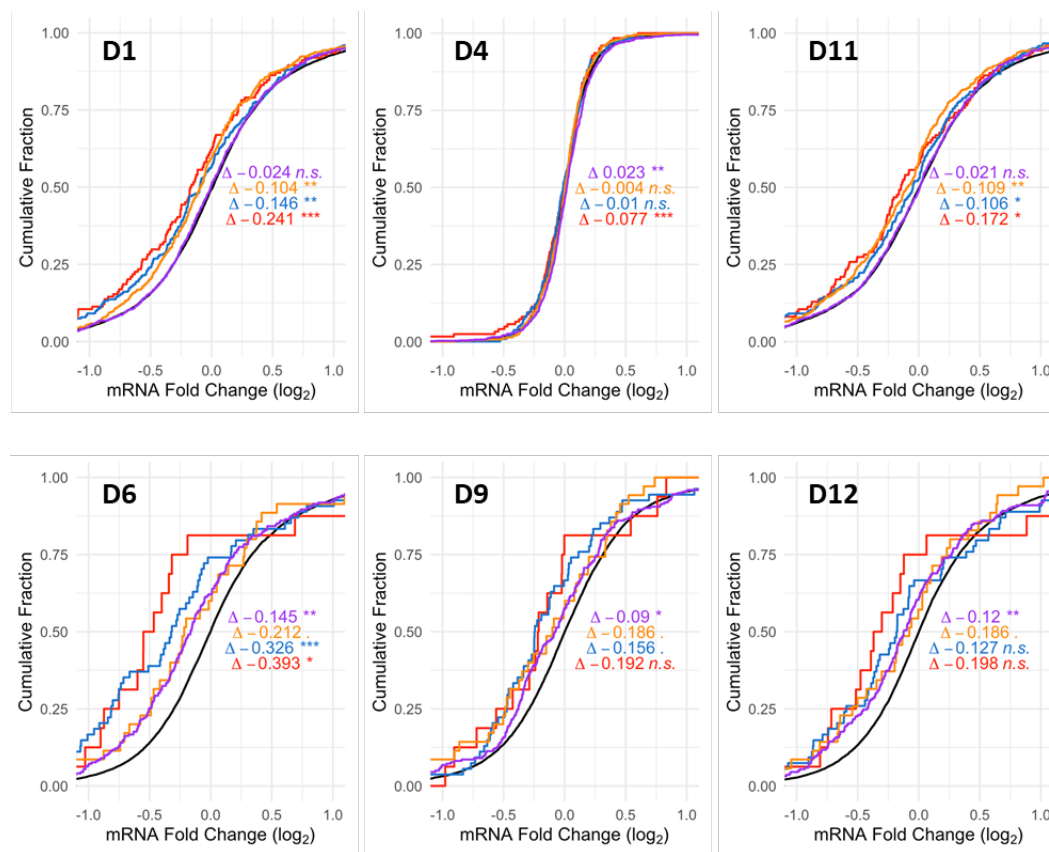 D1
1.00
0.75
0.50
0.25
0.00
Cumulative Fraction
Δ − 0.024 n.s.
Δ − 0.104 **
Δ − 0.146 **
Δ − 0.241 ***
-1.0 -0.5 0.0 0.5 1.0
mRNA Fold Change (log₂)
D4
1.00
0.75
0.50
0.25
0.00
Cumulative Fraction
Δ 0.023 **
Δ − 0.004 n.s.
Δ − 0.01 n.s.
Δ − 0.077 ***
-1.0 -0.5 0.0 0.5 1.0
mRNA Fold Change (log₂)
D11
1.00
0.75
0.50
0.25
0.00
Cumulative Fraction
Δ − 0.021 n.s.
Δ − 0.109 **
Δ − 0.106 *
Δ − 0.172 *
-1.0 -0.5 0.0 0.5 1.0
mRNA Fold Change (log₂)
D6
1.00
0.75
0.50
0.25
0.00
Cumulative Fraction
Δ − 0.145 **
Δ − 0.212 .
Δ − 0.326 ***
Δ − 0.393 *
-1.0 -0.5 0.0 0.5 1.0
mRNA Fold Change (log₂)
D9
1.00
0.75
0.50
0.25
0.00
Cumulative Fraction
Δ − 0.09 *
Δ − 0.186 .
Δ − 0.156 .
Δ − 0.192 n.s.
-1.0 -0.5 0.0 0.5 1.0
mRNA Fold Change (log₂)
D12
1.00
0.75
0.50
0.25
0.00
Cumulative Fraction
Δ − 0.12 **
Δ − 0.186 .
Δ − 0.127 n.s.
Δ − 0.198 n.s.
-1.0 -0.5 0.0 0.5 1.0
mRNA Fold Change (log₂)